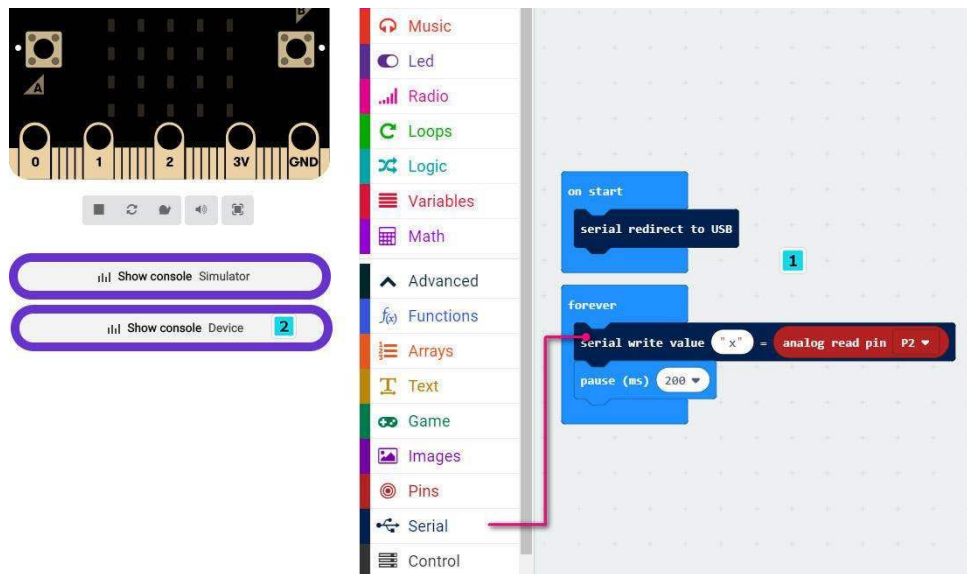 B
A
0 1 2 3V GND
Show console Simulator
Show console Device 2
Music
Led
Radio
Loops
Logic
Variables
Math
Advanced
f(x) Functions
Arrays
Text
Game
Images
Pins
Serial
Control
on start
serial redirect to USB
1
forever
serial write value "x" = analog read pin P2
pause (ms) 200